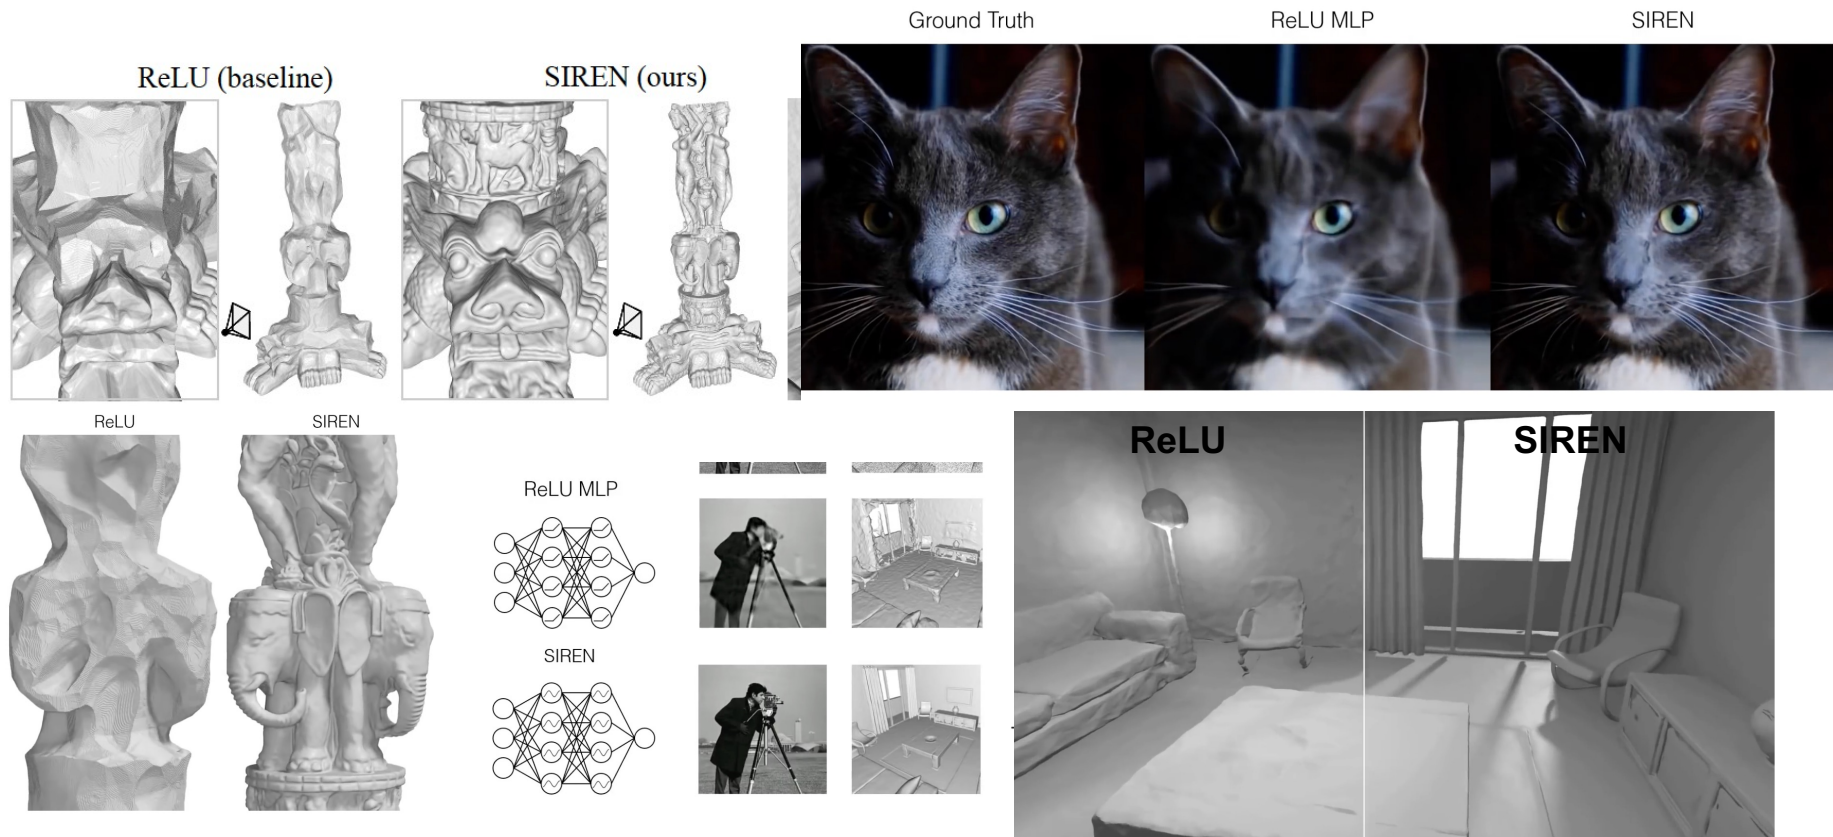 Ground Truth
ReLU MLP
SIREN
ReLU (baseline)
SIREN (ours)
ReLU
SIREN
ReLU MLP
SIREN
ReLU
SIREN